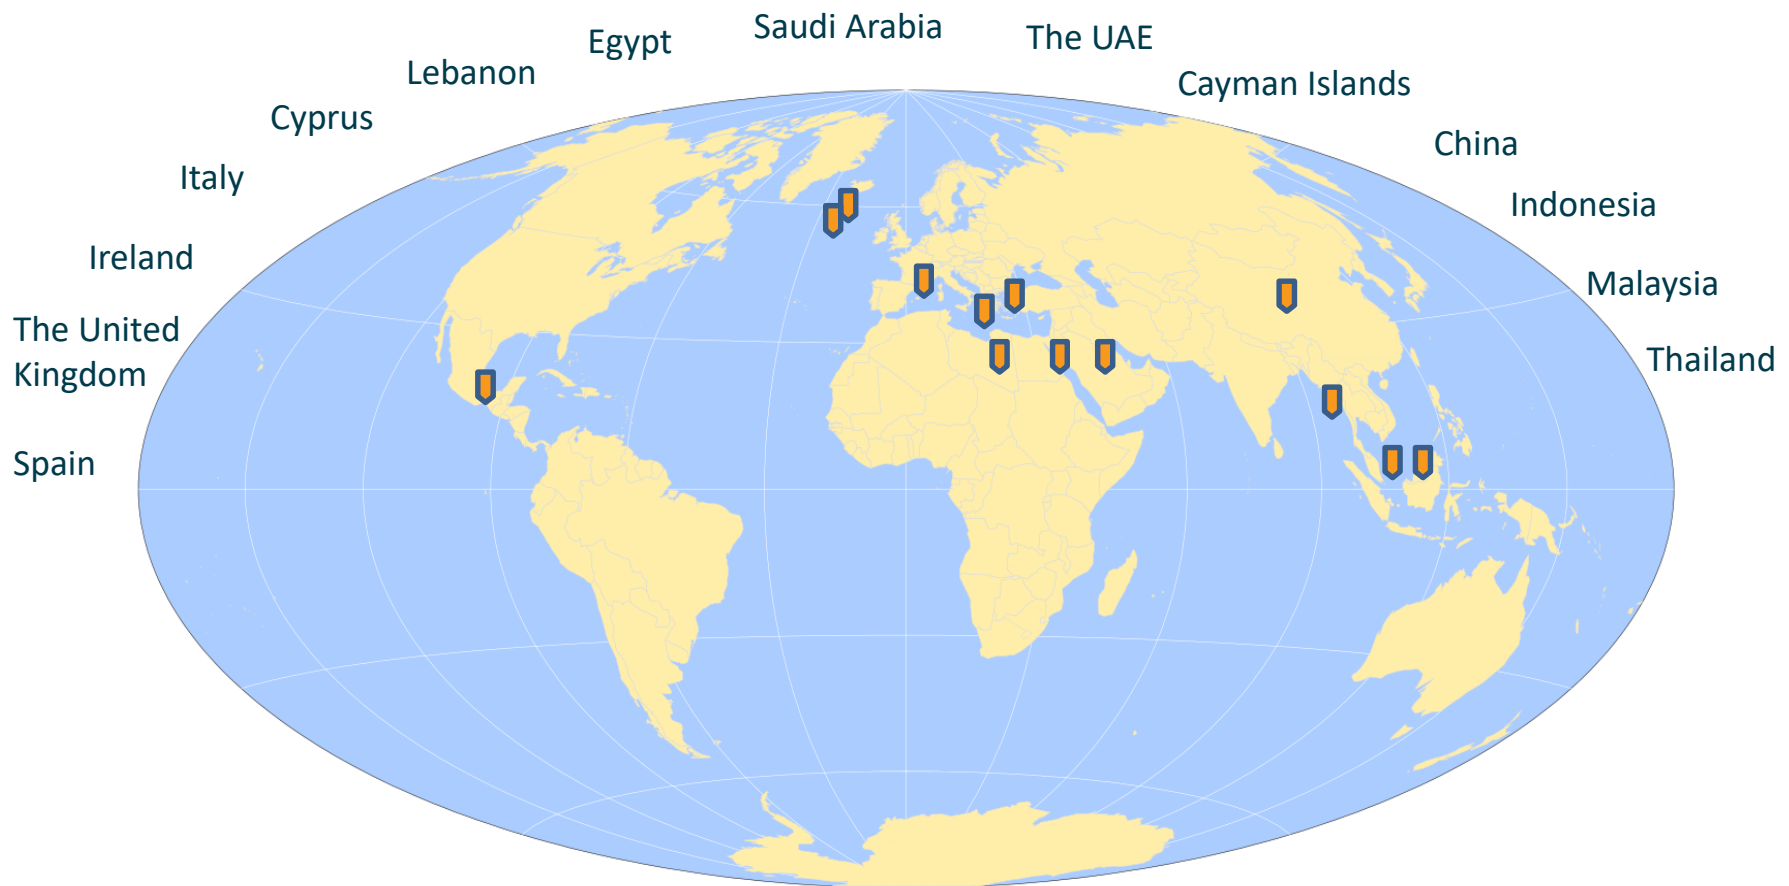 Saudi Arabia
The UAE
Egypt
Lebanon
Cayman Islands
Cyprus
China
Italy
Indonesia
Ireland
Malaysia
The United
Kingdom
Thailand
Spain